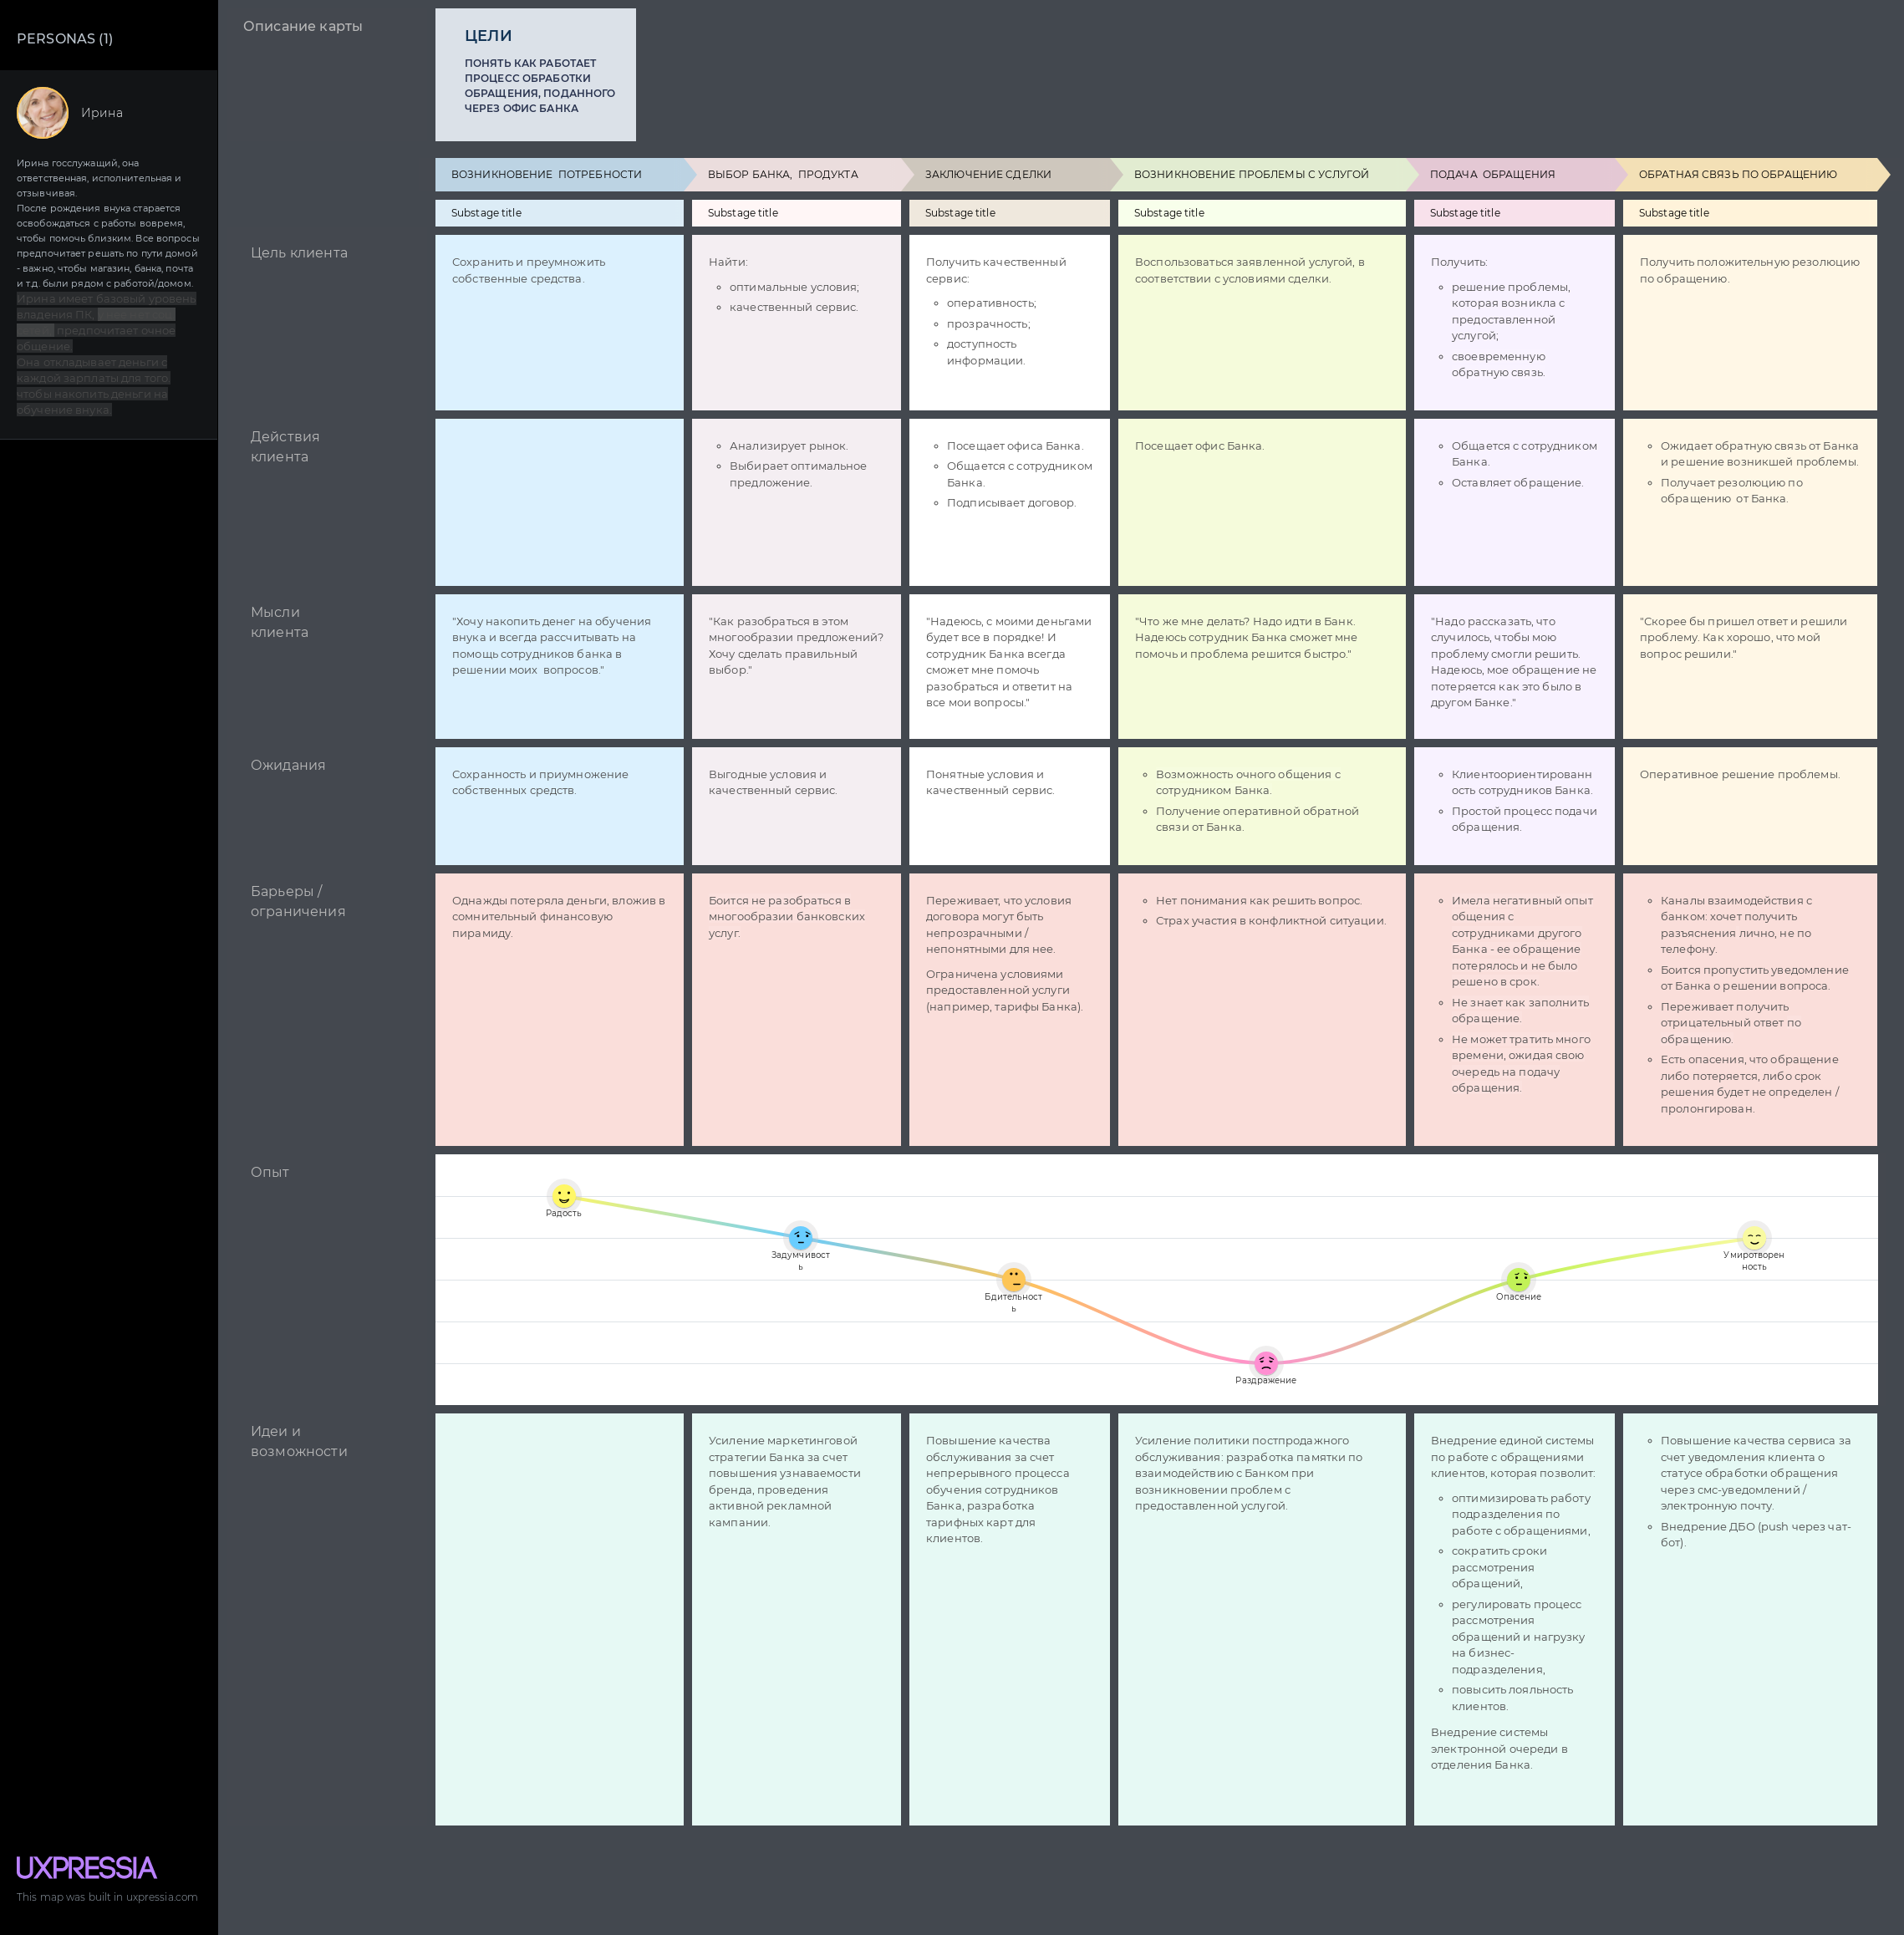 PERSONAS (1)
Ирина
Ирина госслужащий, она
ответственная, исполнительная и
отзывчивая.
После рождения внука старается
освобождаться с работы вовремя,
чтобы помочь близким. Все вопросы
предпочитает решать по пути домой
- важно, чтобы магазин, банка, почта
и т.д. были рядом с работой/домом.
Ирина имеет базовый уровень
владения ПК,
предпочитает очное
общение.
Она откладывает деньги с
каждой зарплаты для того,
чтобы накопить деньги на
обучение внука.
Описание карты
ЦЕЛИ
ПОНЯТЬ КАК РАБОТАЕТ
ПРОЦЕСС ОБРАБОТКИ
ОБРАЩЕНИЯ, ПОДАННОГО
ЧЕРЕЗ ОФИС БАНКА
ВОЗНИКНОВЕНИЕ ПОТРЕБНОСТИ
ВЫБОР БАНКА, ПРОДУКТА
ЗАКЛЮЧЕНИЕ СДЕЛКИ
ВОЗНИКНОВЕНИЕ ПРОБЛЕМЫ С УСЛУГОЙ
ПОДАЧА ОБРАЩЕНИЯ
ОБРАТНАЯ СВЯЗЬ ПО ОБРАЩЕНИЮ
Substage title
Substage title
Substage title
Substage title
Substage title
Substage title
Цель клиента
Сохранить и преумножить
собственные средства.
Найти:
оптимальные условия;
качественный сервис.
Получить качественный
сервис:
оперативность;
прозрачность;
доступность
информации.
Воспользоваться заявленной услугой, в
соответствии с условиями сделки.
Получить:
решение проблемы,
которая возникла с
предоставленной
услугой;
своевременную
обратную связь.
Получить положительную резолюцию
по обращению.
Действия
клиента
Анализирует рынок.
Выбирает оптимальное
предложение.
Посещает офиса Банка.
Общается с сотрудником
Банка.
Подписывает договор.
Посещает офис Банка.
Общается с сотрудником
Банка.
Оставляет обращение.
Ожидает обратную связь от Банка
и решение возникшей проблемы.
Получает резолюцию по
обращению от Банка.
Мысли
клиента
"Хочу накопить денег на обучения
внука и всегда рассчитывать на
помощь сотрудников банка в
решении моих вопросов."
"Как разобраться в этом
многообразии предложений?
Хочу сделать правильный
выбор."
"Надеюсь, с моими деньгами
будет все в порядке! И
сотрудник Банка всегда
сможет мне помочь
разобраться и ответит на
все мои вопросы."
"Что же мне делать? Надо идти в Банк.
Надеюсь сотрудник Банка сможет мне
помочь и проблема решится быстро."
"Надо рассказать, что
случилось, чтобы мою
проблему смогли решить.
Надеюсь, мое обращение не
потеряется как это было в
другом Банке."
"Скорее бы пришел ответ и решили
проблему. Как хорошо, что мой
вопрос решили."
Ожидания
Сохранность и приумножение
собственных средств.
Выгодные условия и
качественный сервис.
Понятные условия и
качественный сервис.
Возможность очного общения с
сотрудником Банка.
Получение оперативной обратной
связи от Банка.
Клиентоориентированн
ость сотрудников Банка.
Простой процесс подачи
обращения.
Оперативное решение проблемы.
Барьеры /
ограничения
Однажды потеряла деньги, вложив в
сомнительный финансовую
пирамиду.
Боится не разобраться в
многообразии банковских
услуг.
Переживает, что условия
договора могут быть
непрозрачными /
непонятными для нее.
Ограничена условиями
предоставленной услуги
(например, тарифы Банка).
Нет понимания как решить вопрос.
Страх участия в конфликтной ситуации.
Имела негативный опыт
общения с
сотрудниками другого
Банка - ее обращение
потерялось и не было
решено в срок.
Не знает как заполнить
обращение.
Не может тратить много
времени, ожидая свою
очередь на подачу
обращения.
Каналы взаимодействия с
банком: хочет получить
разъяснения лично, не по
телефону.
Боится пропустить уведомление
от Банка о решении вопроса.
Переживает получить
отрицательный ответ по
обращению.
Есть опасения, что обращение
либо потеряется, либо срок
решения будет не определен /
пролонгирован.
Опыт
Радость
Задумчивост
ь
Бдительност
ь
Раздражение
Опасение
Умиротворен
ность
Идеи и
возможности
Усиление маркетинговой
стратегии Банка за счет
повышения узнаваемости
бренда, проведения
активной рекламной
кампании.
Повышение качества
обслуживания за счет
непрерывного процесса
обучения сотрудников
Банка, разработка
тарифных карт для
клиентов.
Усиление политики постпродажного
обслуживания: разработка памятки по
взаимодействию с Банком при
возникновении проблем с
предоставленной услугой.
Внедрение единой системы
по работе с обращениями
клиентов, которая позволит:
оптимизировать работу
подразделения по
работе с обращениями,
сократить сроки
рассмотрения
обращений,
регулировать процесс
рассмотрения
обращений и нагрузку
на бизнес-
подразделения,
повысить лояльность
клиентов.
Внедрение системы
электронной очереди в
отделения Банка.
Повышение качества сервиса за
счет уведомления клиента о
статусе обработки обращения
через смс-уведомлений /
электронную почту.
Внедрение ДБО (push через чат-
бот).
UXPRESSIA
This map was built in uxpressia.com